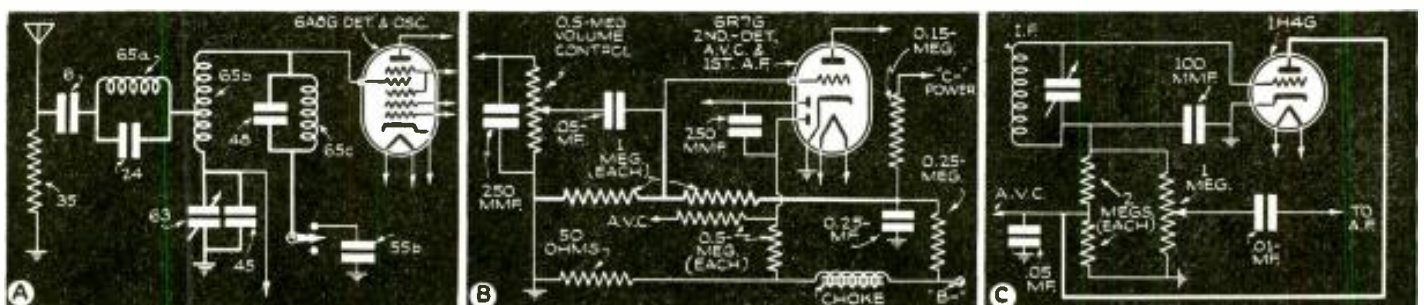 6A8G DET. & OSC.
65a
65b
6
48
65c
24
35
63
45
55b
A
0.5-MEG.
VOLUME
CONTROL
6R7G
2ND.-DET.,
A.V.C., &
1ST. A.F.
0.15-
MEG.
"C-"
POWER
.05-
MF.
250
MMF.
1
MEG.
(EACH)
0.25-
MEG.
250
MMF.
A.V.C
50
OHMS
0.5-
MEG.
(EACH)
0.25-
MF.
CHOKE
"B-"
B
I.F.
1H4G
100
MMF.
1
MEG.
A.V.C
2
MEGS
(EACH)
TO
A.F.
.05
MF.
.01-
MF.
C